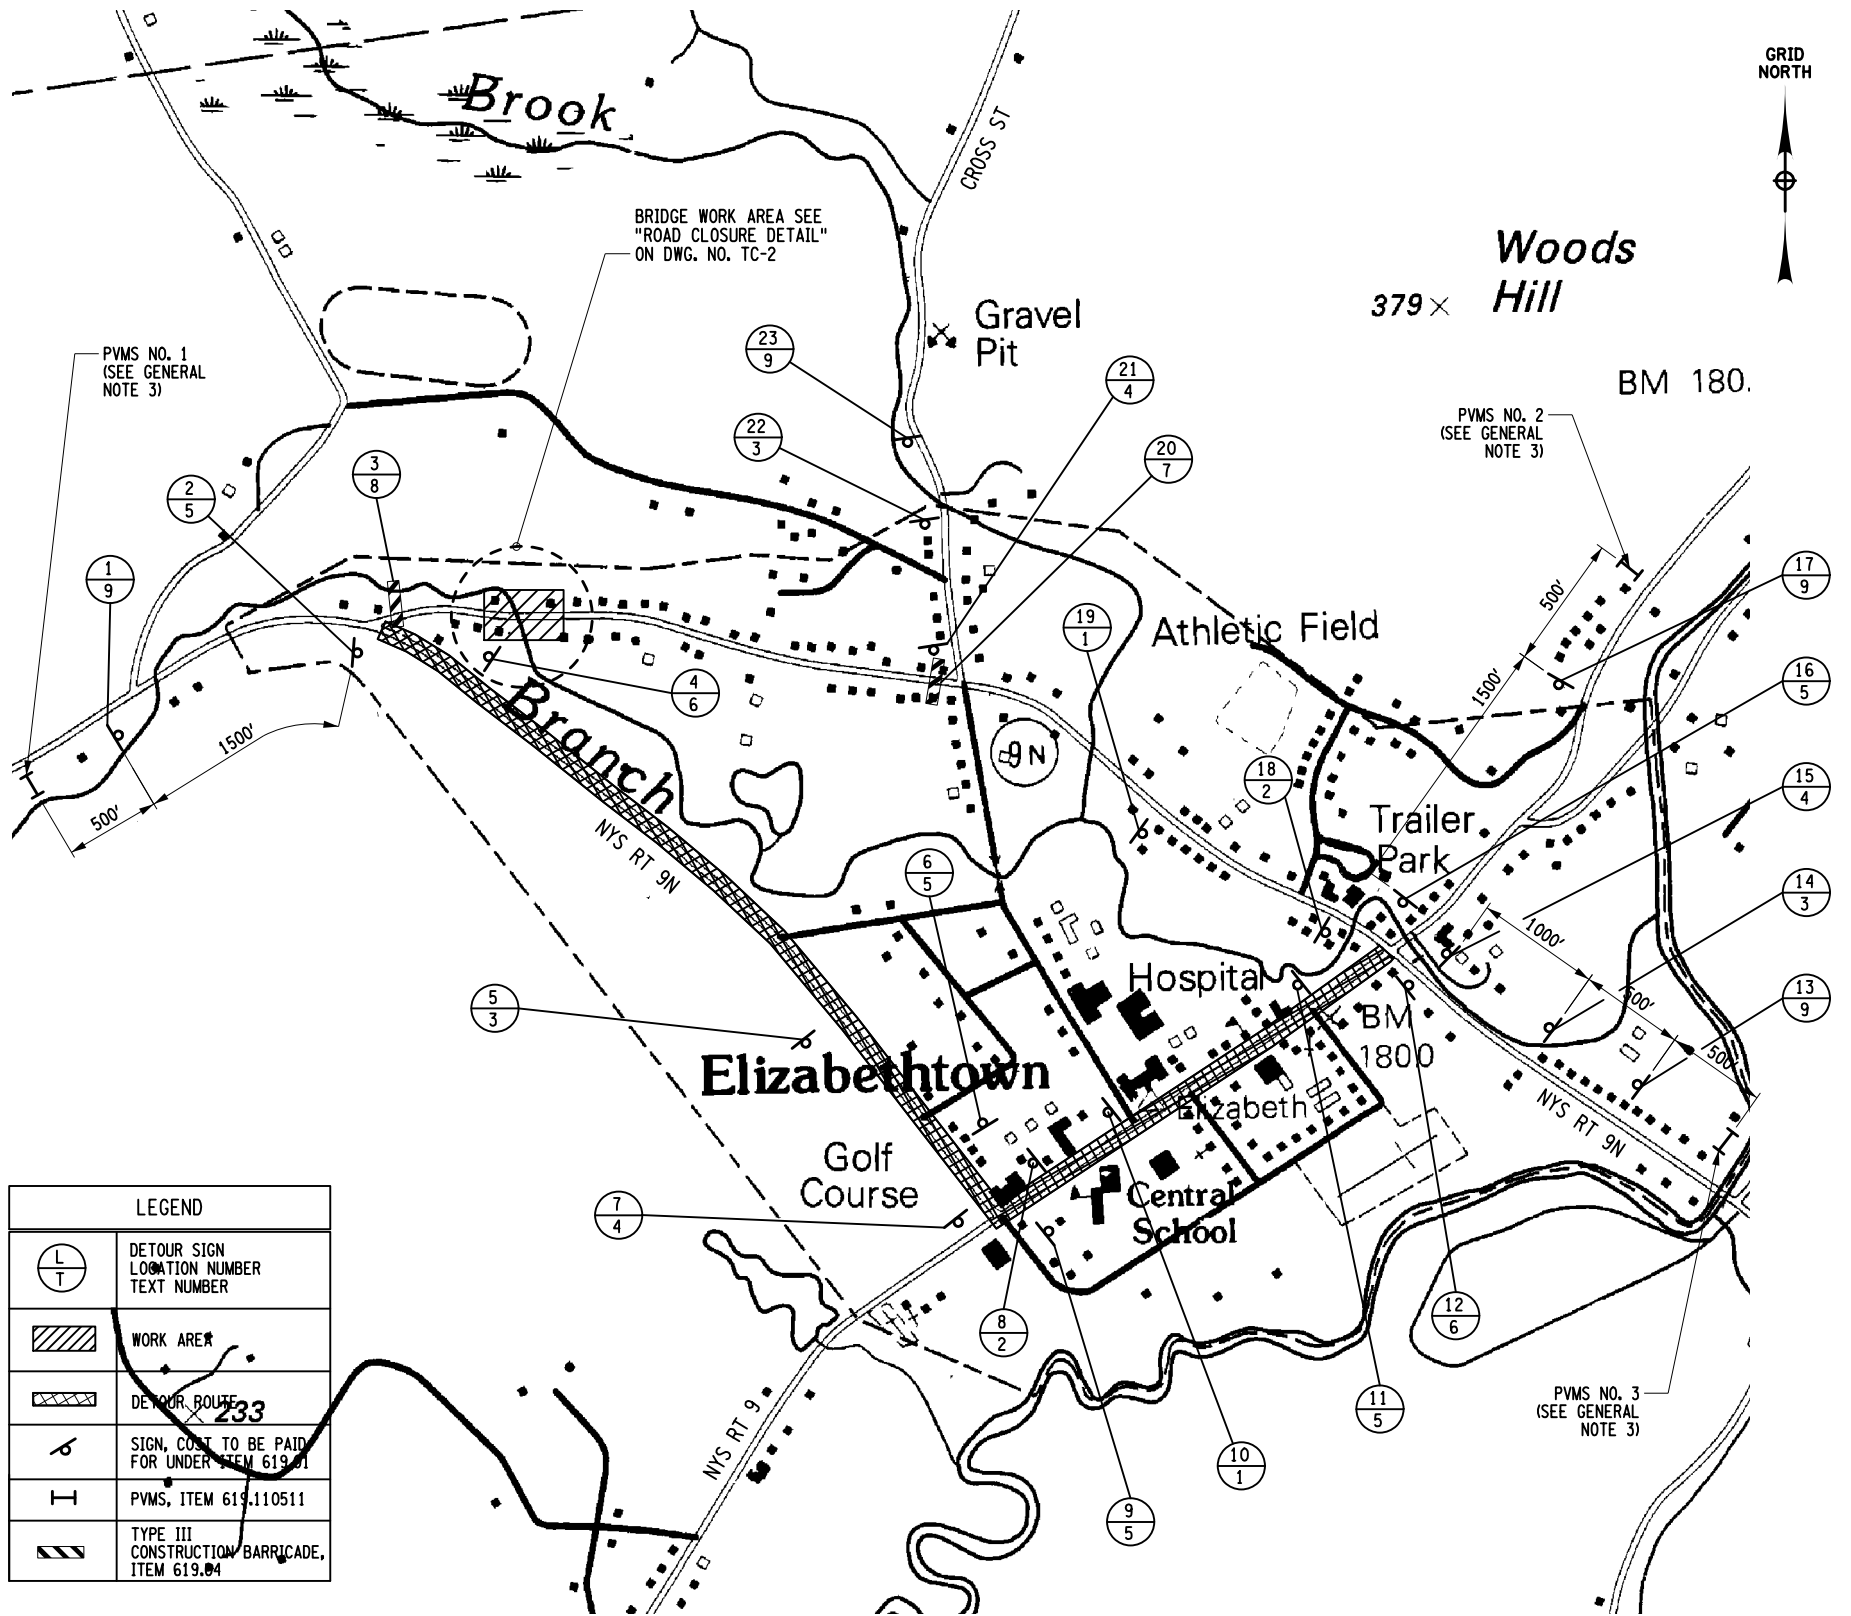 GRID
NORTH
Brook
CROSS ST
BRIDGE WORK AREA SEE
"ROAD CLOSURE DETAIL"
ON DWG. NO. TC-2
Woods
Hill
379
Gravel
Pit
BM 180.
PVMS NO. 1
(SEE GENERAL
NOTE 3)
23
9
21
4
22
3
20
7
PVMS NO. 2
(SEE GENERAL
NOTE 3)
3
8
2
5
1
9
17
9
500'
19
1
Athletic Field
16
5
1500'
4
6
Branch
1500'
9N
18
2
15
4
500'
Trailer
Park
NYS RT 9N
6
5
14
3
1000'
Hospital
5
3
13
9
500'
BM
1800
500'
Elizabethtown
Elizabeth
NYS RT 9N
Golf
Course
Central
School
7
4
8
2
12
6
11
5
PVMS NO. 3
(SEE GENERAL
NOTE 3)
NYS RT 9
10
1
9
5
LEGEND
L
T
DETOUR SIGN
LOCATION NUMBER
TEXT NUMBER
WORK AREA
DETOUR ROUTE
233
SIGN, COST TO BE PAID
FOR UNDER ITEM 619.01
PVMS, ITEM 619.110511
TYPE III
CONSTRUCTION BARRICADE,
ITEM 619.04